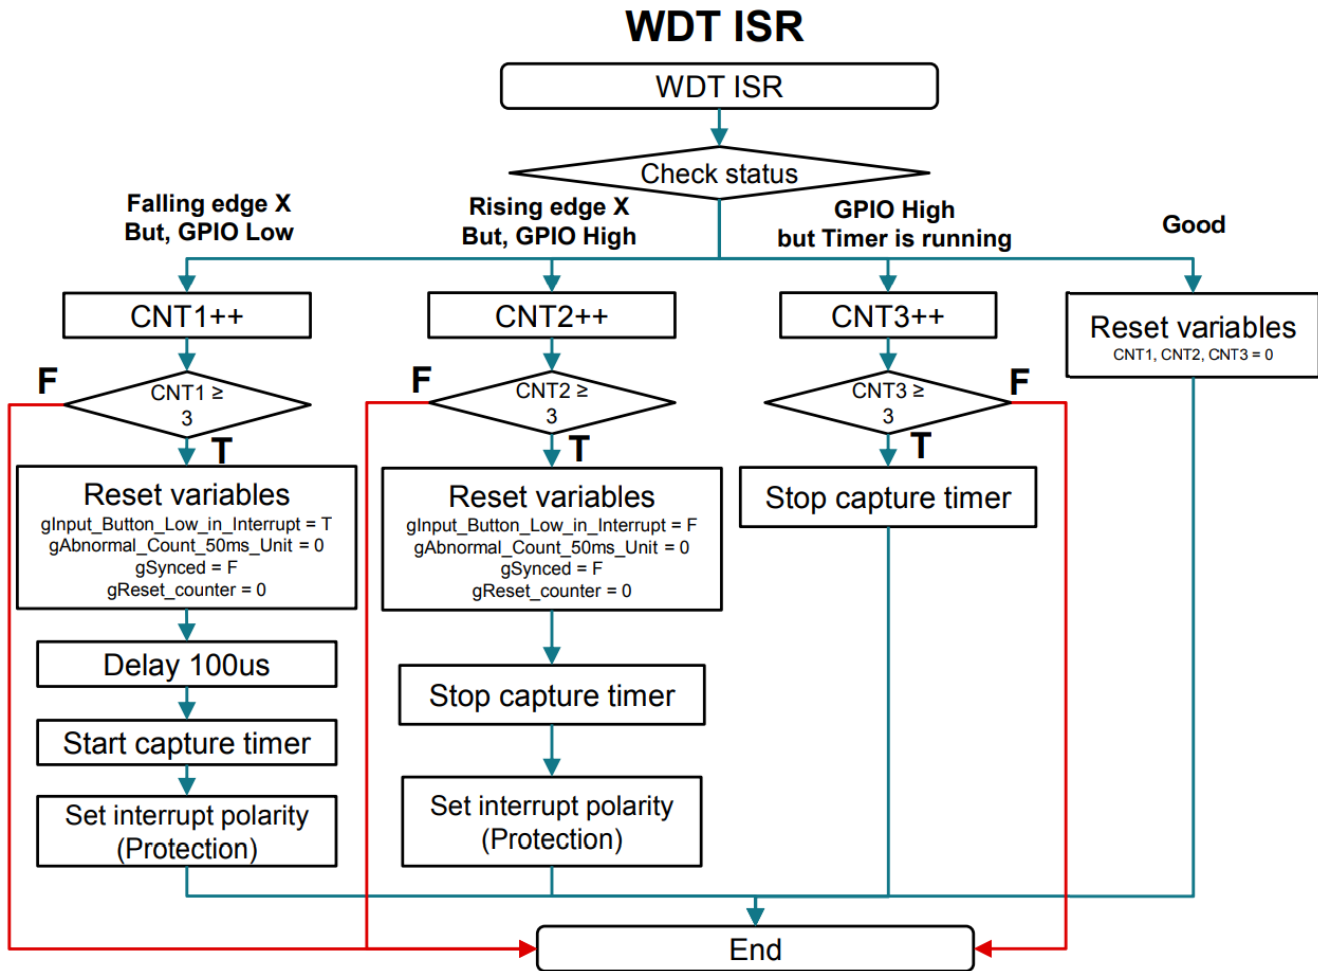 WDT ISR
WDT ISR
Check status
Falling edge X
But, GPIO Low
Rising edge X
But, GPIO High
GPIO High
but Timer is running
Good
CNT1++
CNT2++
CNT3++
Reset variables
CNT1, CNT2, CNT3 = 0
F
CNT1 ≥
3
T
F
CNT2 ≥
3
T
CNT3 ≥
3
F
T
Reset variables
gInput_Button_Low_in_Interrupt = T
gAbnormal_Count_50ms_Unit = 0
gSynced = F
gReset_counter = 0
Reset variables
gInput_Button_Low_in_Interrupt = F
gAbnormal_Count_50ms_Unit = 0
gSynced = F
gReset_counter = 0
Stop capture timer
Delay 100us
Start capture timer
Set interrupt polarity
(Protection)
Stop capture timer
Set interrupt polarity
(Protection)
End